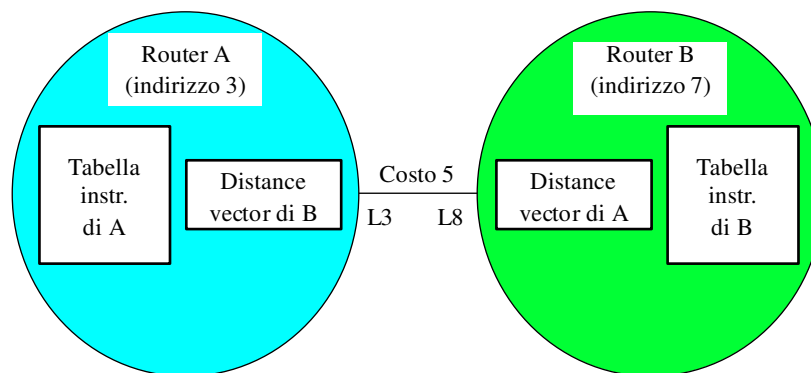 Router A
(indirizzo 3)
Router B
(indirizzo 7)
Tabella
instr.
di A
Distance
vector di B
Costo 5
L3
L8
Distance
vector di A
Tabella
instr.
di B